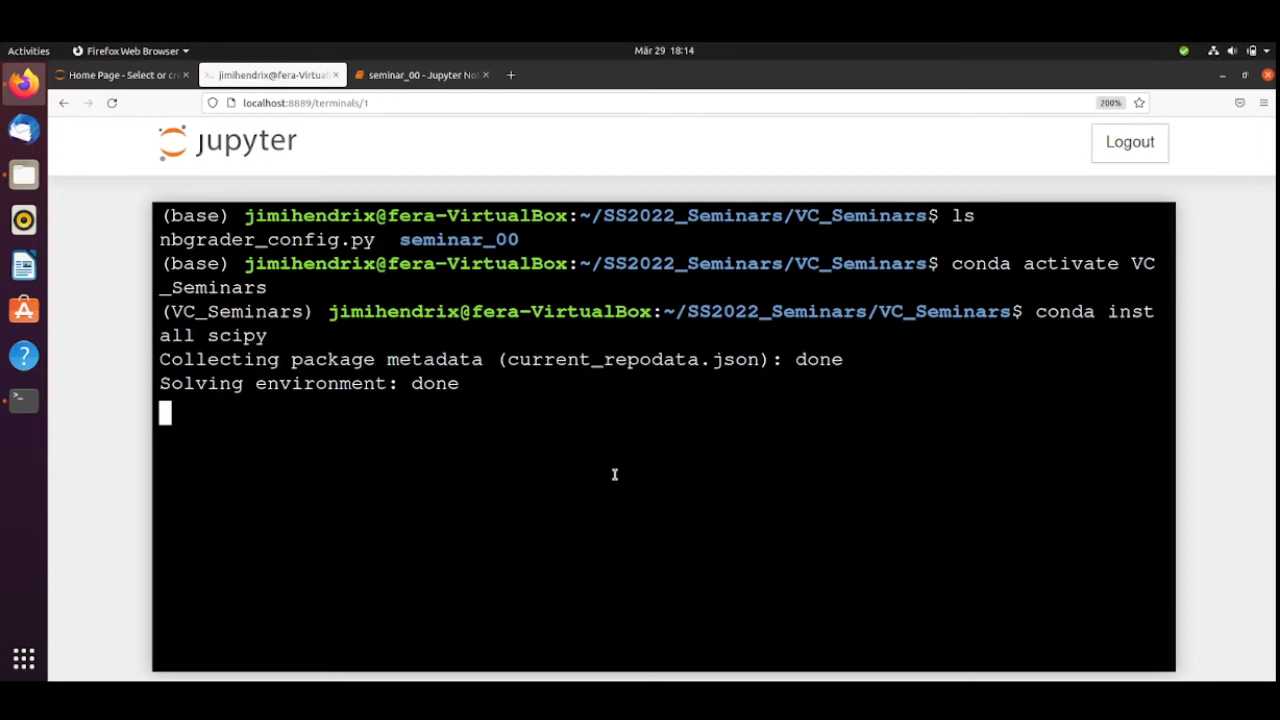 Activities
Firefox Web Browser
Mär 29 18:14
Home Page - Select or cr
jimihendrix@fera-Virtual
seminar_00 - Jupyter No
localhost:8889/terminals/1
200%
jupyter
Logout
(base) jimihendrix@fera-VirtualBox:~/SS2022_Seminars/VC_Seminars$ ls
nbgrader_config.py seminar_00
(base) jimihendrix@fera-VirtualBox:~/SS2022_Seminars/VC_Seminars$ conda activate VC
_Seminars
(VC_Seminars) jimihendrix@fera-VirtualBox:~/SS2022_Seminars/VC_Seminars$ conda inst
all scipy
Collecting package metadata (current_repodata.json): done
Solving environment: done